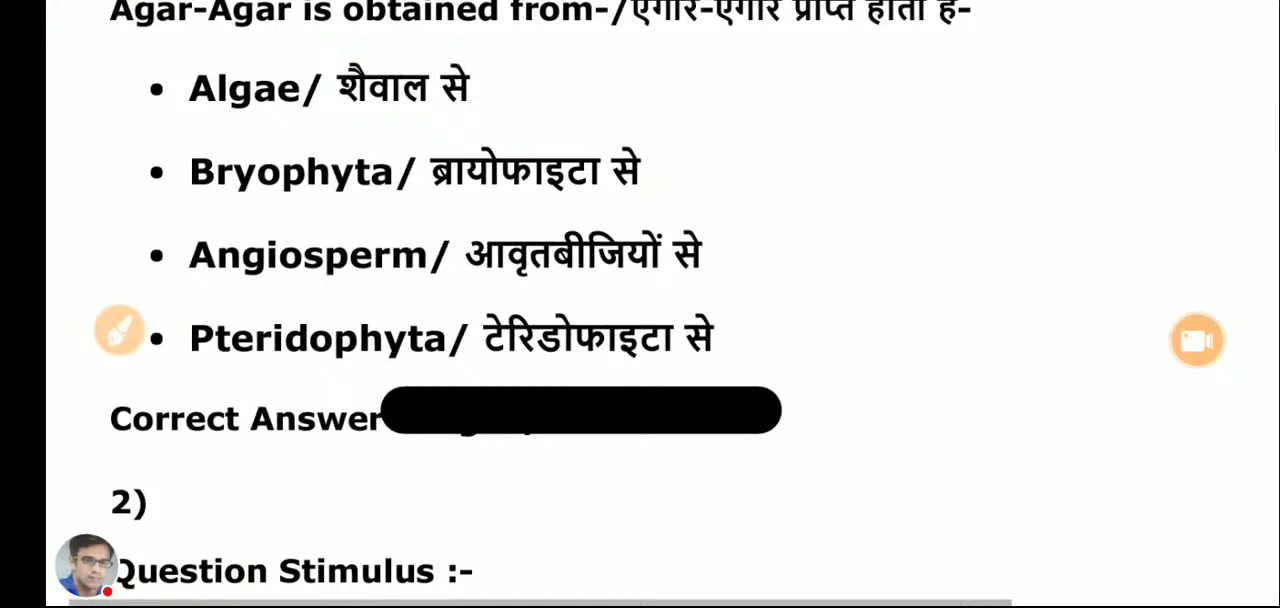 Agar-Agar is obtained from-/एगार-एगार प्राप्त होता है-
• Algae/ शैवाल से
• Bryophyta/ ब्रायोफाइटा से
• Angiosperm/ आवृतबीजियों से
• Pteridophyta/ टेरिडोफाइटा से
Correct Answer
2)
Question Stimulus :-